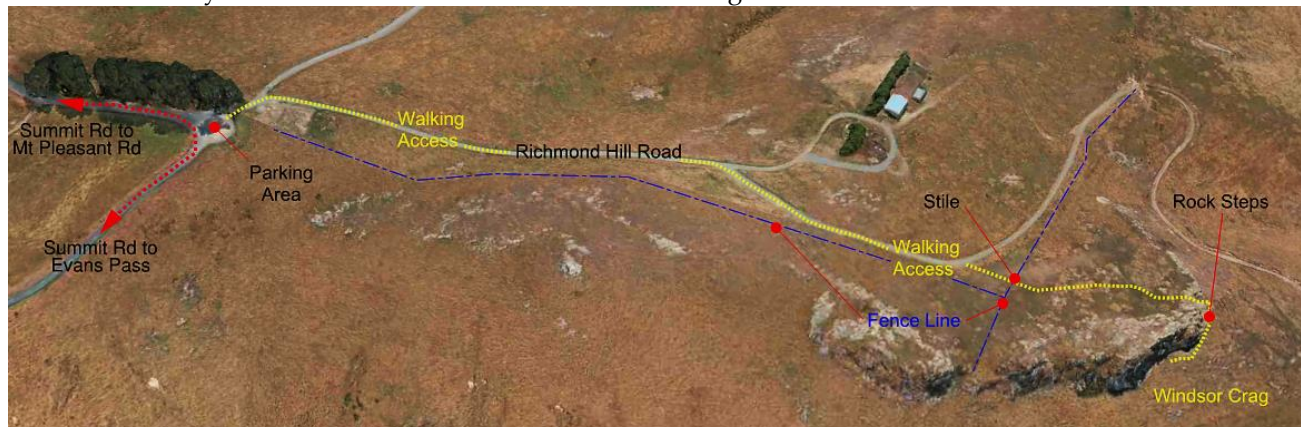 Summit Rd to
Mt Pleasant Rd
Parking
Area
Summit Rd to
Evans Pass
Walking
Access
Richmond Hill Road
Stile
Rock Steps
Walking
Access
Fence Line
Windsor Crag